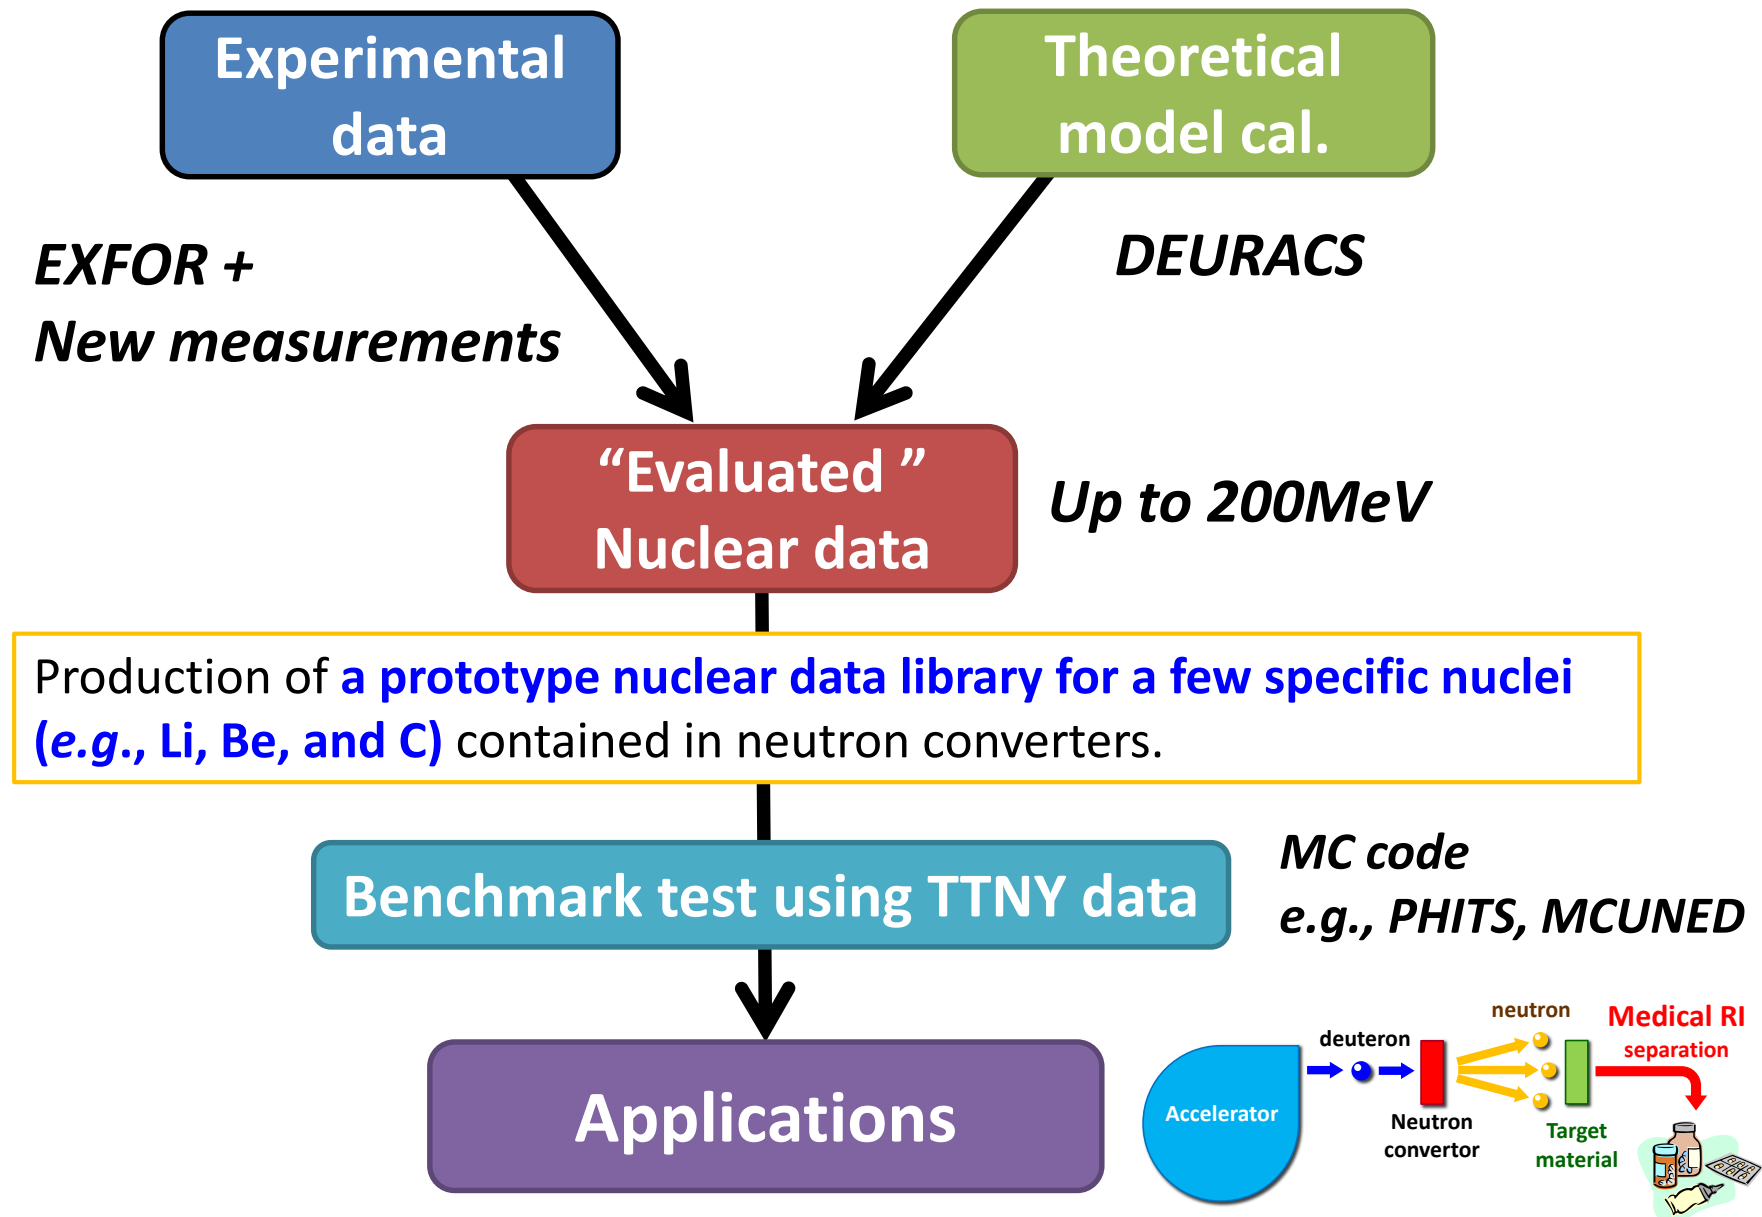 Experimental
data
Theoretical
model cal.
EXFOR +
New measurements
DEURACS
“Evaluated ”
Nuclear data
Up to 200MeV
Production of a prototype nuclear data library for a few specific nuclei
(e.g., Li, Be, and C) contained in neutron converters.
Benchmark test using TTNY data
MC code
e.g., PHITS, MCUNED
Applications
Accelerator
deuteron
Neutron
convertor
neutron
Target
material
Medical RI
separation